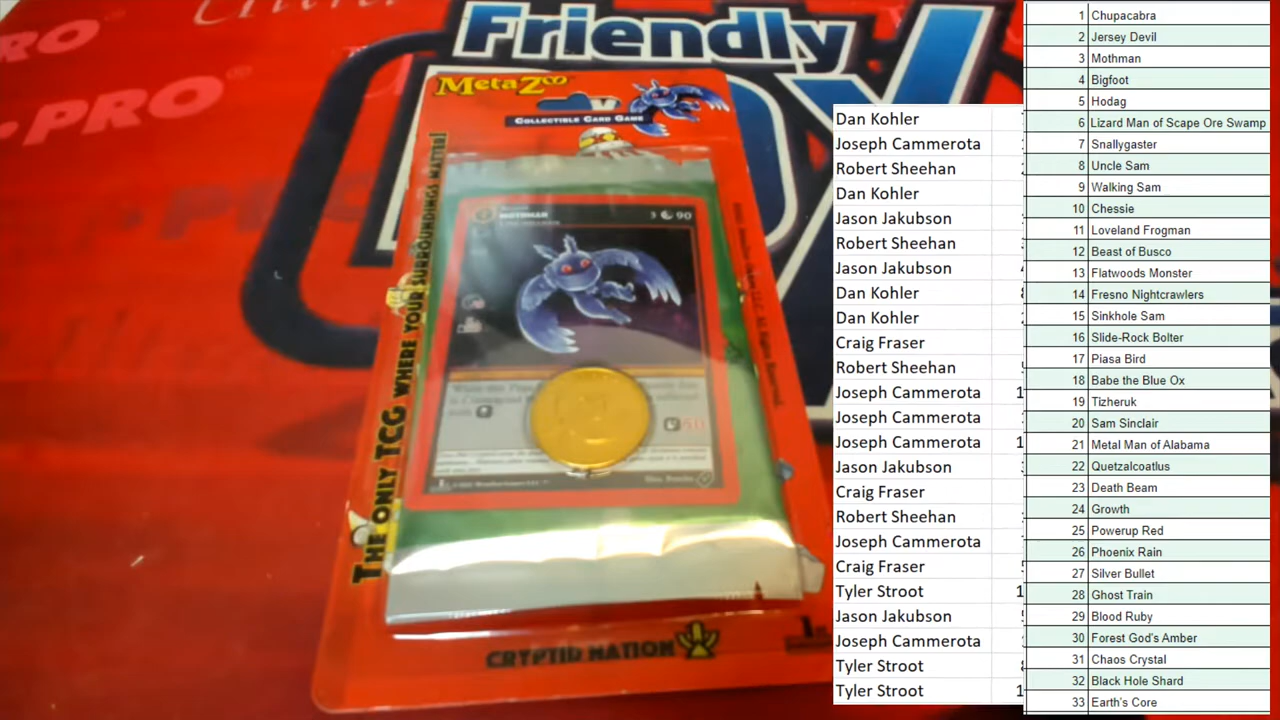 PRO
PRO®
Friendly
MetaZoo
COLLECTIBLE CARD GAME
THE ONLY TCG WHERE YOUR SURROUNDINGS MATTER!
MOTHMAN
3 90
CRYPTID NATION
Dan Kohler
Joseph Cammerota
Robert Sheehan
Dan Kohler
Jason Jakubson
Robert Sheehan
Jason Jakubson
Dan Kohler
Dan Kohler
Craig Fraser
Robert Sheehan
Joseph Cammerota 1
Joseph Cammerota
Joseph Cammerota 1
Jason Jakubson
Craig Fraser
Robert Sheehan
Joseph Cammerota
Craig Fraser
Tyler Stroot 1
Jason Jakubson
Joseph Cammerota
Tyler Stroot
Tyler Stroot 1
1 Chupacabra
2 Jersey Devil
3 Mothman
4 Bigfoot
5 Hodag
6 Lizard Man of Scape Ore Swamp
7 Snallygaster
8 Uncle Sam
9 Walking Sam
10 Chessie
11 Loveland Frogman
12 Beast of Busco
13 Flatwoods Monster
14 Fresno Nightcrawlers
15 Sinkhole Sam
16 Slide-Rock Bolter
17 Piasa Bird
18 Babe the Blue Ox
19 Tizheruk
20 Sam Sinclair
21 Metal Man of Alabama
22 Quetzalcoatlus
23 Death Beam
24 Growth
25 Powerup Red
26 Phoenix Rain
27 Silver Bullet
28 Ghost Train
29 Blood Ruby
30 Forest God's Amber
31 Chaos Crystal
32 Black Hole Shard
33 Earth's Core